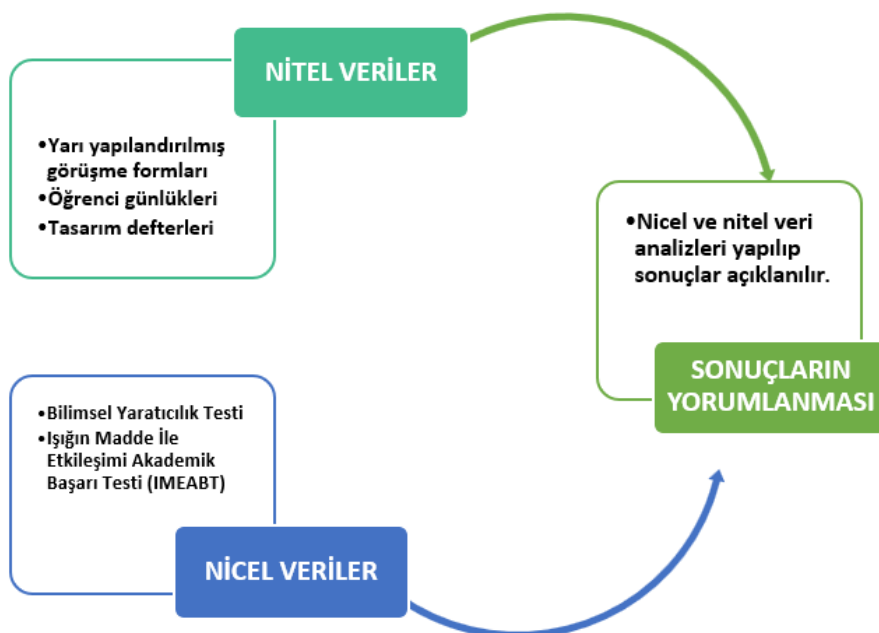 NİTEL VERİLER
•Yarı yapılandırılmış
görüşme formları
•Öğrenci günlükleri
•Tasarım defterleri
•Nicel ve nitel veri
analizleri yapılıp
sonuçlar açıklanılır.
SONUÇLARIN
YORUMLANMASI
•Bilimsel Yaratıcılık Testi
•Işığın Madde İle
Etkileşimi Akademik
Başarı Testi (IMEABT)
NİCEL VERİLER